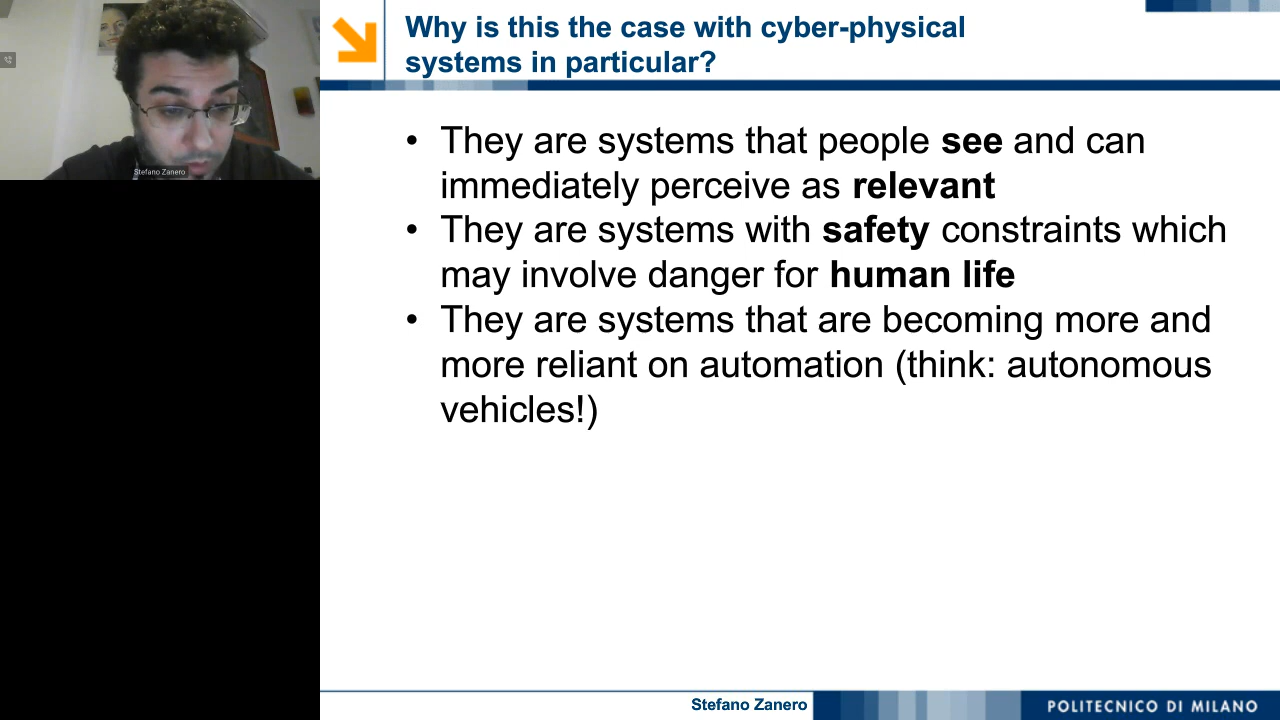 Stefano Zanero
Why is this the case with cyber-physical
systems in particular?
• They are systems that people see and can
immediately perceive as relevant
• They are systems with safety constraints which
may involve danger for human life
• They are systems that are becoming more and
more reliant on automation (think: autonomous
vehicles!)
Stefano Zanero
POLITECNICO DI MILANO